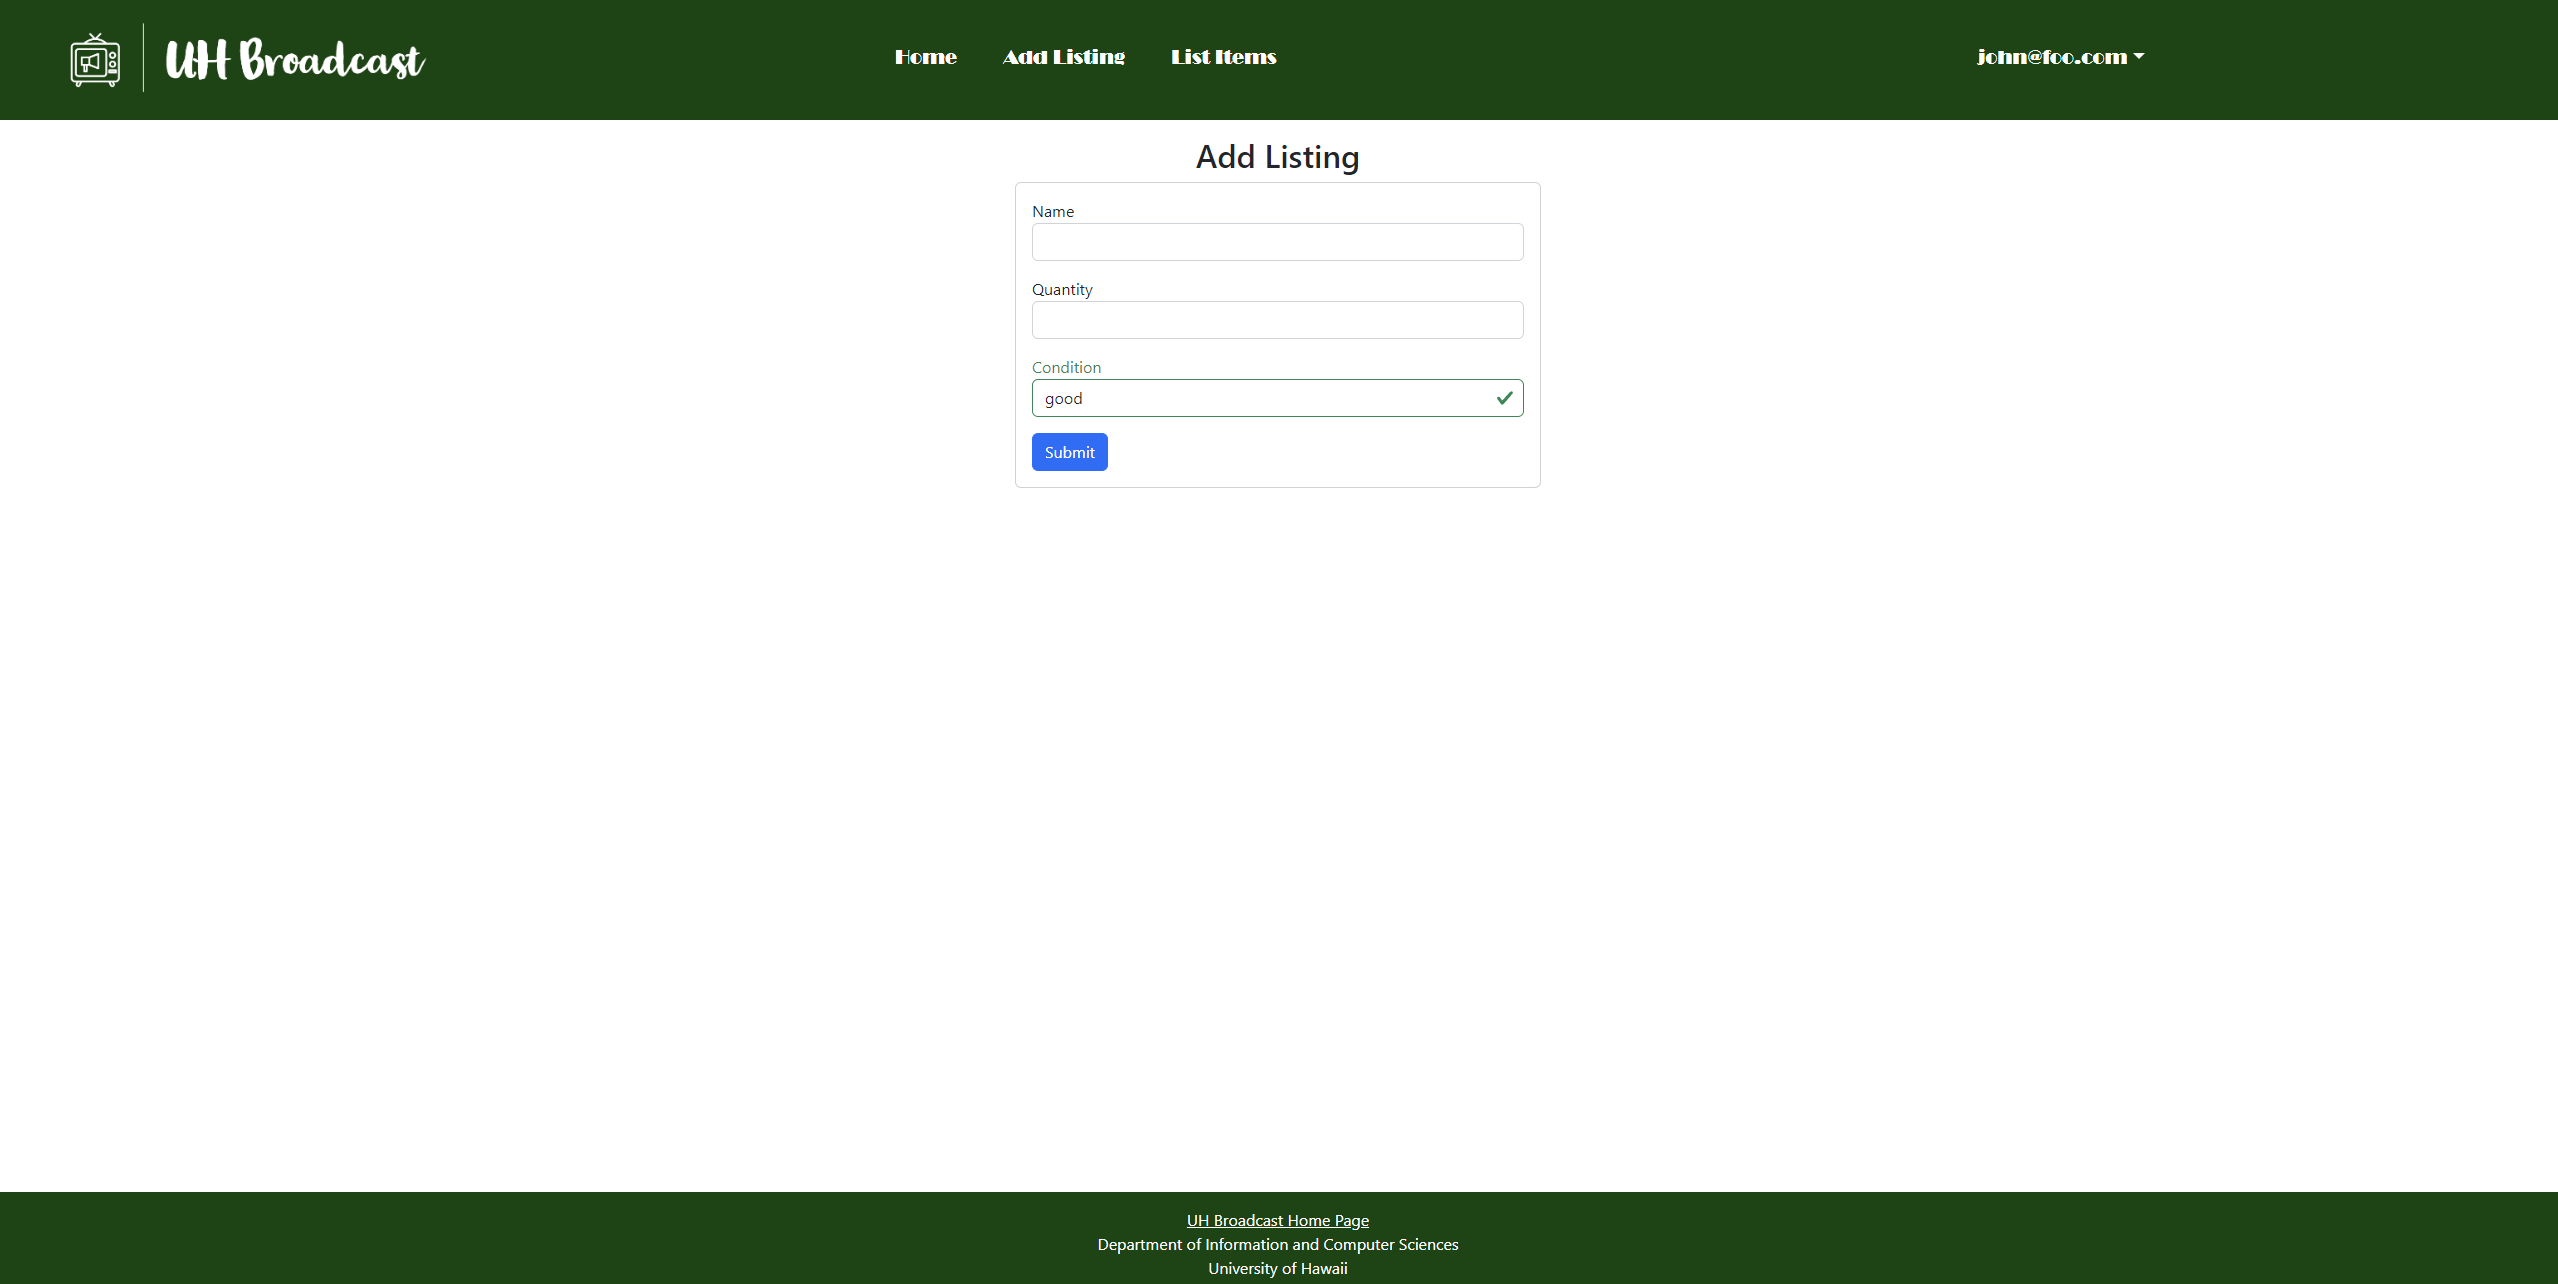 UH Broadcast
Home Add Listing List Items
john@foo.com
Add Listing
Name
Quantity
Condition
good
Submit
UH Broadcast Home Page
Department of Information and Computer Sciences
University of Hawaii